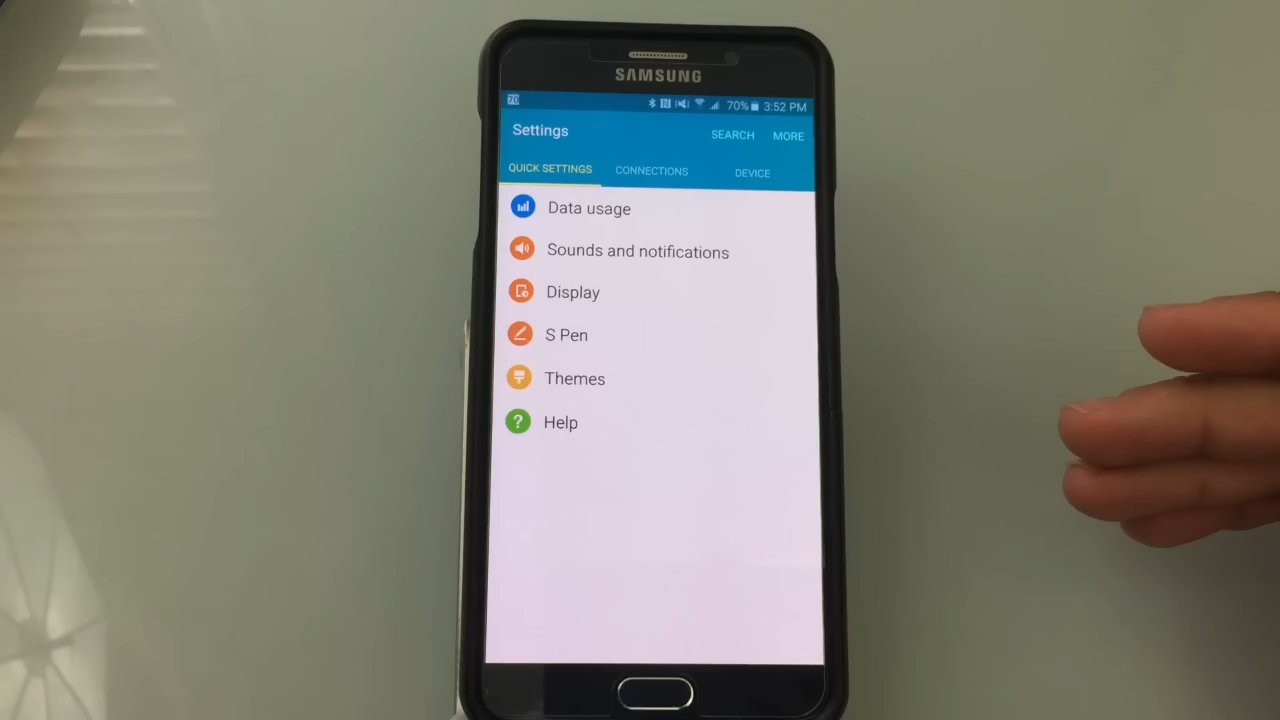 SAMSUNG
70 70% 3:52 PM
Settings SEARCH MORE
QUICK SETTINGS CONNECTIONS DEVICE
Data usage
Sounds and notifications
Display
S Pen
Themes
? Help